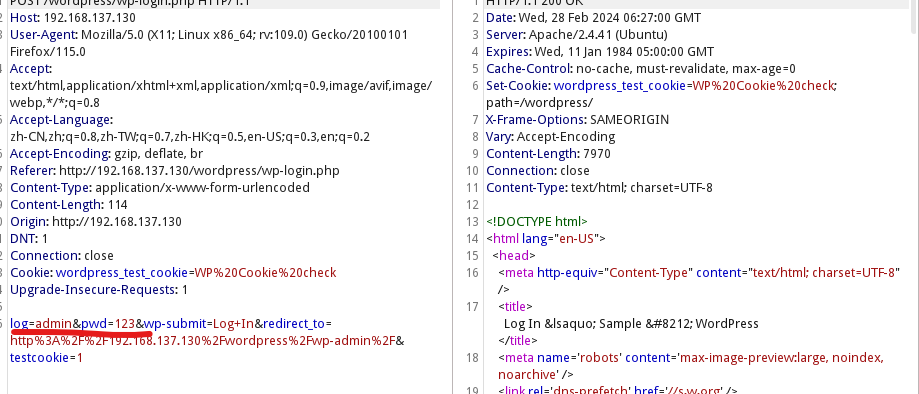 POST /wordpress/wp-login.php HTTP/1.1
Host: 192.168.137.130
User-Agent: Mozilla/5.0 (X11; Linux x86_64; rv:109.0) Gecko/20100101
Firefox/115.0
Accept:
text/html,application/xhtml+xml,application/xml;q=0.9,image/avif,image/
webp,*/*;q=0.8
Accept-Language:
zh-CN,zh;q=0.8,zh-TW;q=0.7,zh-HK;q=0.5,en-US;q=0.3,en;q=0.2
Accept-Encoding: gzip, deflate, br
Referer: http://192.168.137.130/wordpress/wp-login.php
Content-Type: application/x-www-form-urlencoded
Content-Length: 114
Origin: http://192.168.137.130
DNT: 1
Connection: close
Cookie: wordpress_test_cookie=WP%20Cookie%20check
Upgrade-Insecure-Requests: 1
log=admin&pwd=123&wp-submit=Log+In&redirect_to=
http%3A%2F%2F192.168.137.130%2Fwordpress%2Fwp-admin%2F&
testcookie=1
1 HTTP/1.1 200 OK
2 Date: Wed, 28 Feb 2024 06:27:00 GMT
3 Server: Apache/2.4.41 (Ubuntu)
4 Expires: Wed, 11 Jan 1984 05:00:00 GMT
5 Cache-Control: no-cache, must-revalidate, max-age=0
6 Set-Cookie: wordpress_test_cookie=WP%20Cookie%20check;
path=/wordpress/
7 X-Frame-Options: SAMEORIGIN
8 Vary: Accept-Encoding
9 Content-Length: 7970
10 Connection: close
11 Content-Type: text/html; charset=UTF-8
12
13 <!DOCTYPE html>
14 <html lang="en-US">
15 <head>
16 <meta http-equiv="Content-Type" content="text/html; charset=UTF-8"
/>
17 <title>
Log In &lsaquo; Sample &#8212; WordPress
</title>
18 <meta name='robots' content='max-image-preview:large, noindex,
noarchive' />
19 <link rel='dns-prefetch' href='//s.w.org' />